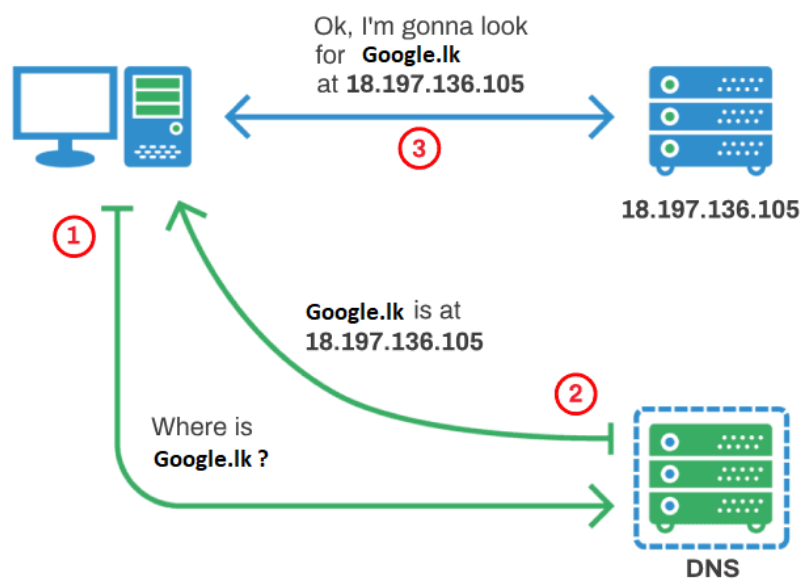 Ok, I'm gonna look
for Google.lk
at 18.197.136.105
3
18.197.136.105
1
Google.lk is at
18.197.136.105
2
Where is
Google.lk ?
DNS